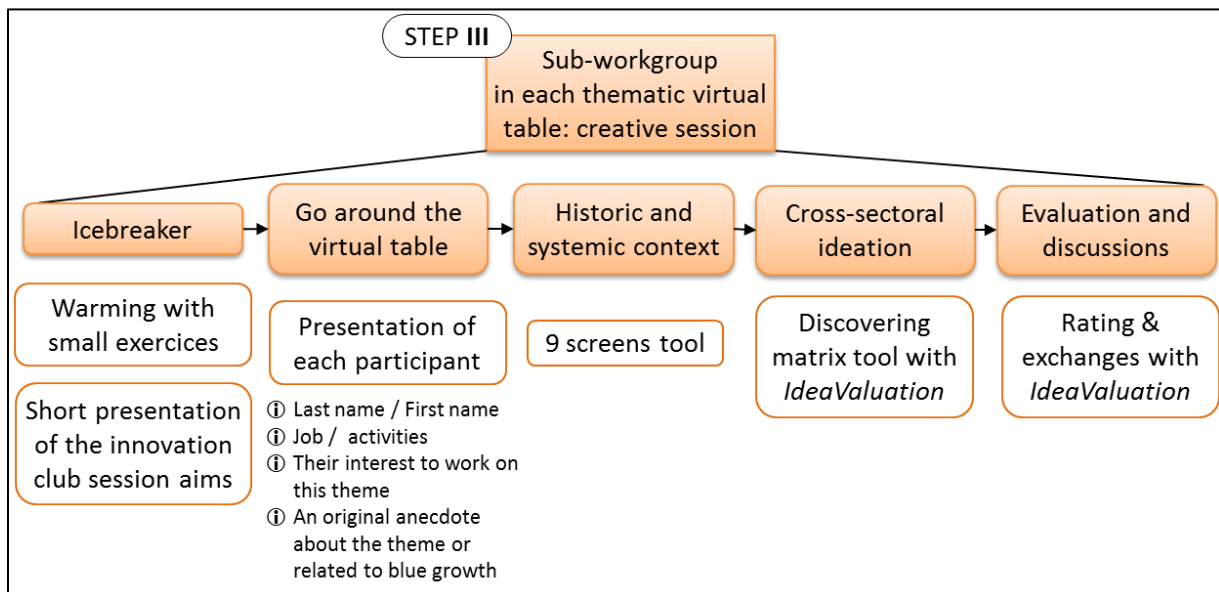 STEP III
Sub-workgroup
in each thematic virtual
table: creative session
Icebreaker
Go around the
virtual table
Historic and
systemic context
Cross-sectoral
ideation
Evaluation and
discussions
Warming with
small exercices
Short presentation
of the innovation
club session aims
Presentation of
each participant
ⓘ Last name / First name
ⓘ Job / activities
ⓘ Their interest to work on
this theme
ⓘ An original anecdote
about the theme or
related to blue growth
9 screens tool
Discovering
matrix tool with
IdeaValuation
Rating &
exchanges with
IdeaValuation